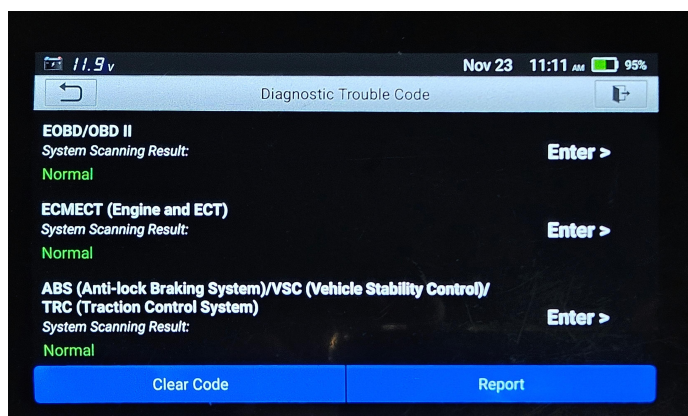 11.9 v
Nov 23 11:11 AM 95%
Diagnostic Trouble Code
EOBD/OBD II
System Scanning Result:
Enter >
Normal
ECMECT (Engine and ECT)
System Scanning Result:
Enter >
Normal
ABS (Anti-lock Braking System)/VSC (Vehicle Stability Control)/
TRC (Traction Control System)
System Scanning Result:
Enter >
Normal
Clear Code
Report